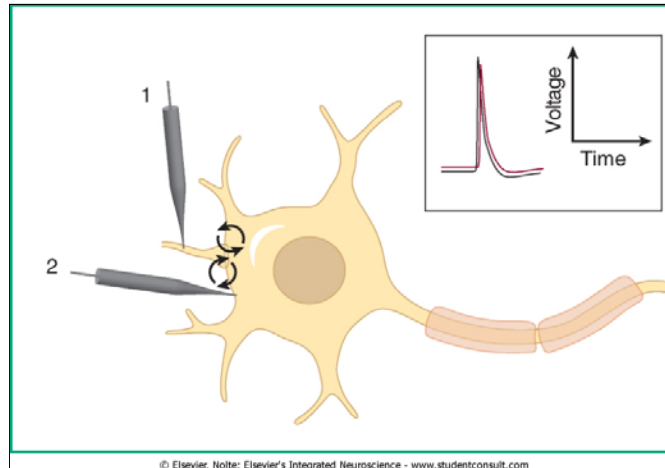 1
2
Voltage
Time
© Elsevier. Nolte: Elsevier's Integrated Neuroscience - www.studentconsult.com